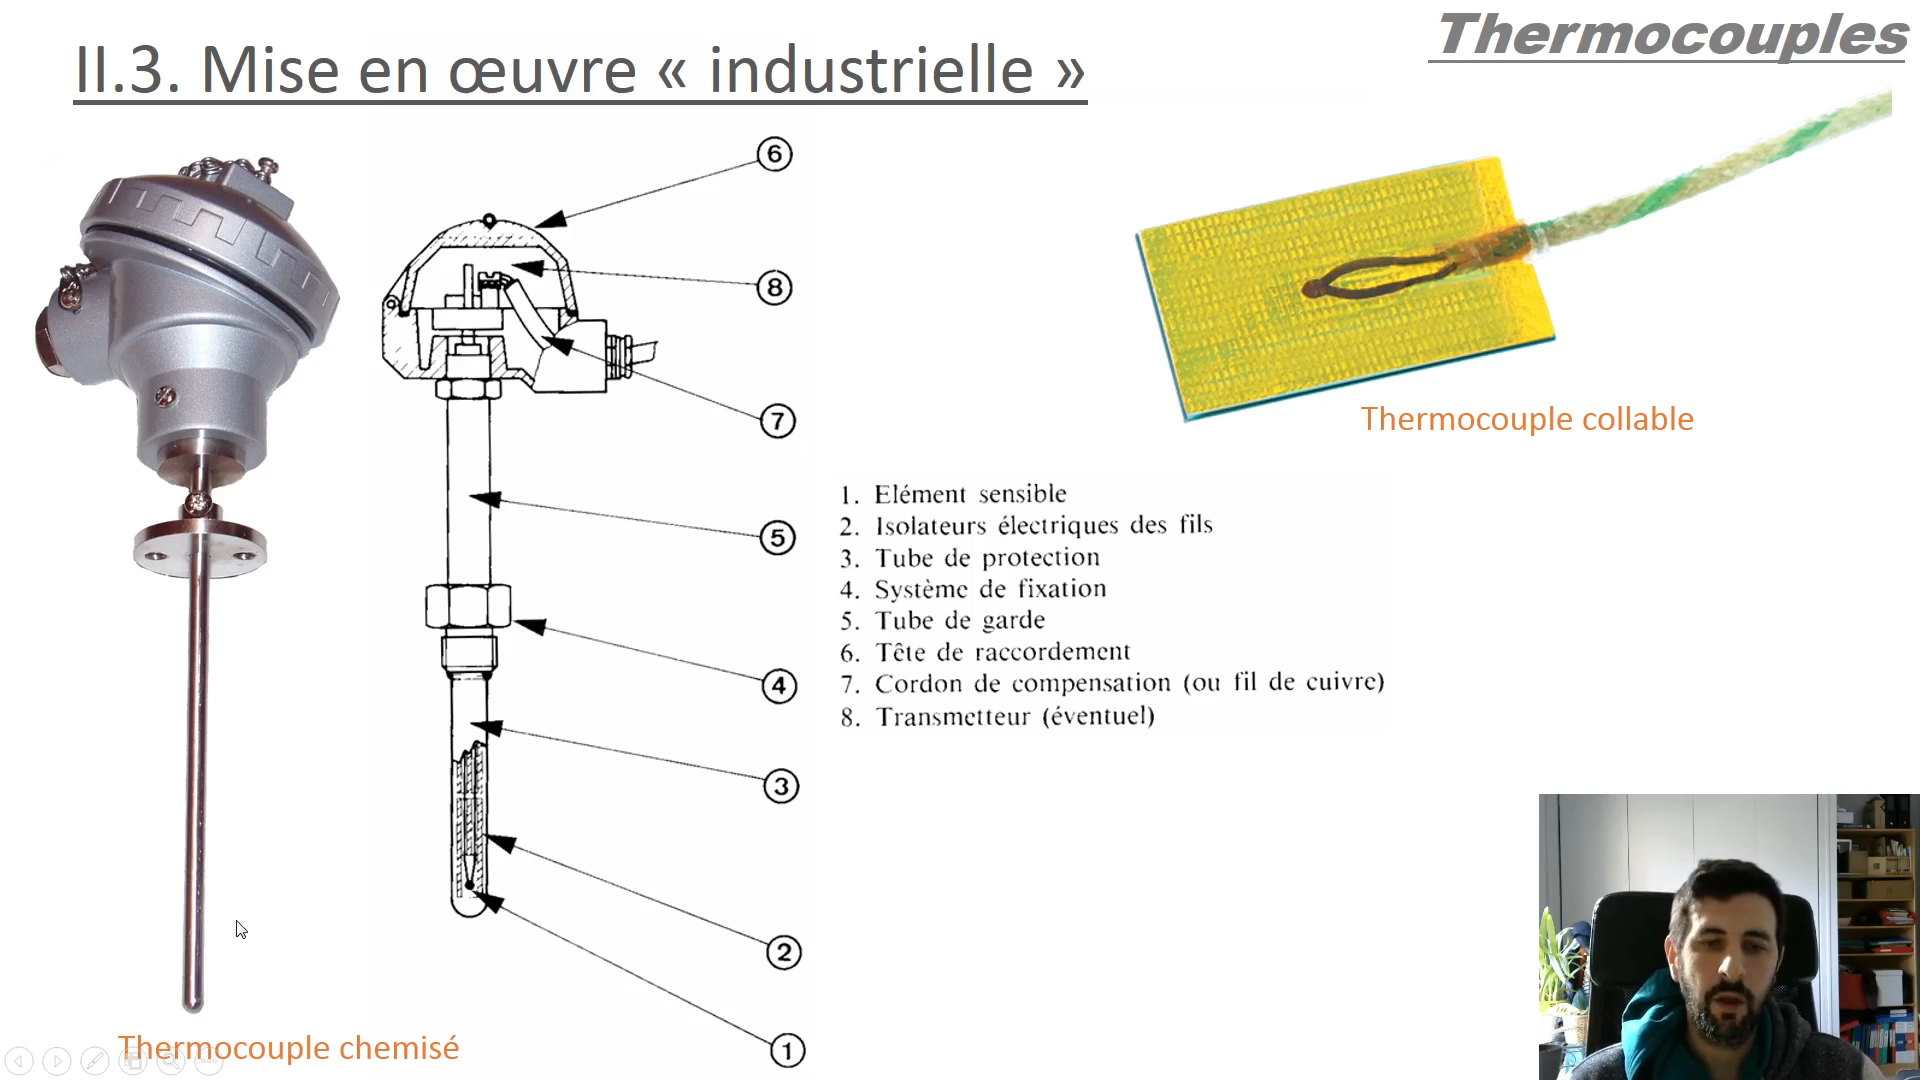 Thermocouples
II.3. Mise en œuvre « industrielle »
6
8
7
5
4
3
2
1
Thermocouple collable
1. Elément sensible
2. Isolateurs électriques des fils
3. Tube de protection
4. Système de fixation
5. Tube de garde
6. Tête de raccordement
7. Cordon de compensation (ou fil de cuivre)
8. Transmetteur (éventuel)
Thermocouple chemisé